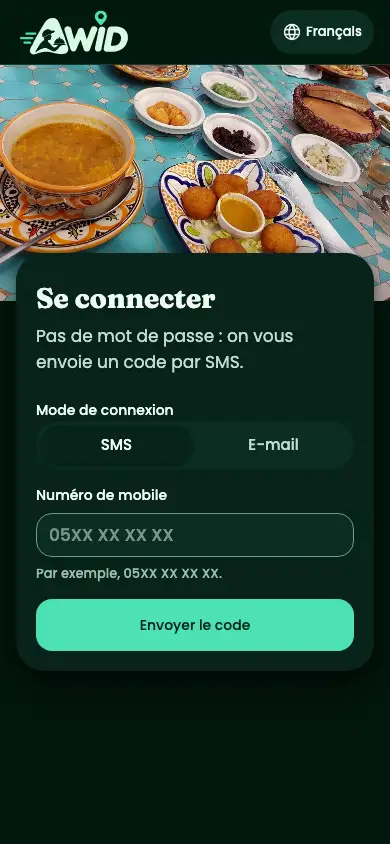 AWID
Français
Se connecter
Pas de mot de passe : on vous
envoie un code par SMS.
Mode de connexion
SMS
E-mail
Numéro de mobile
05XX XX XX XX
Par exemple, 05XX XX XX XX.
Envoyer le code